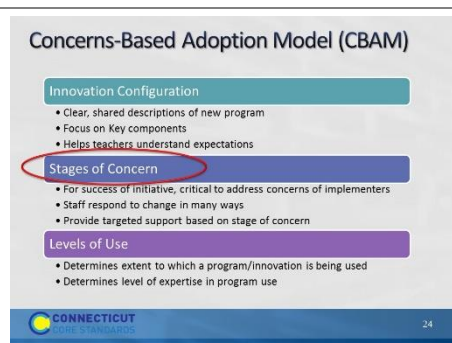 Concerns-Based Adoption Model (CBAM)
Innovation Configuration
• Clear, shared descriptions of new program
• Focus on Key components
• Helps teachers understand expectations
Stages of Concern
• For success of initiative, critical to address concerns of implementers
• Staff respond to change in many ways
• Provide targeted support based on stage of concern
Levels of Use
• Determines extent to which a program/innovation is being used
• Determines level of expertise in program use
CONNECTICUT
CORE STANDARDS
24